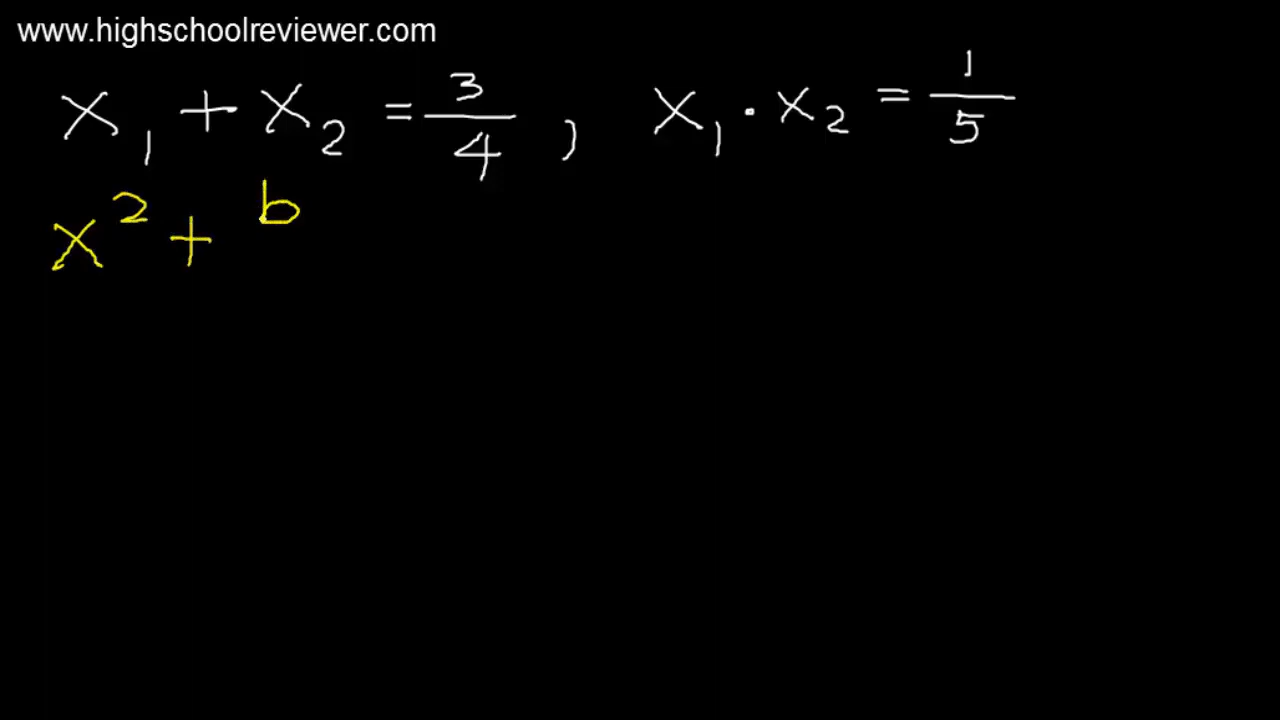 www.highschoolreviewer.com
x₁ + x₂ = 3/4 , x₁ · x₂ = 1/5
x² + b